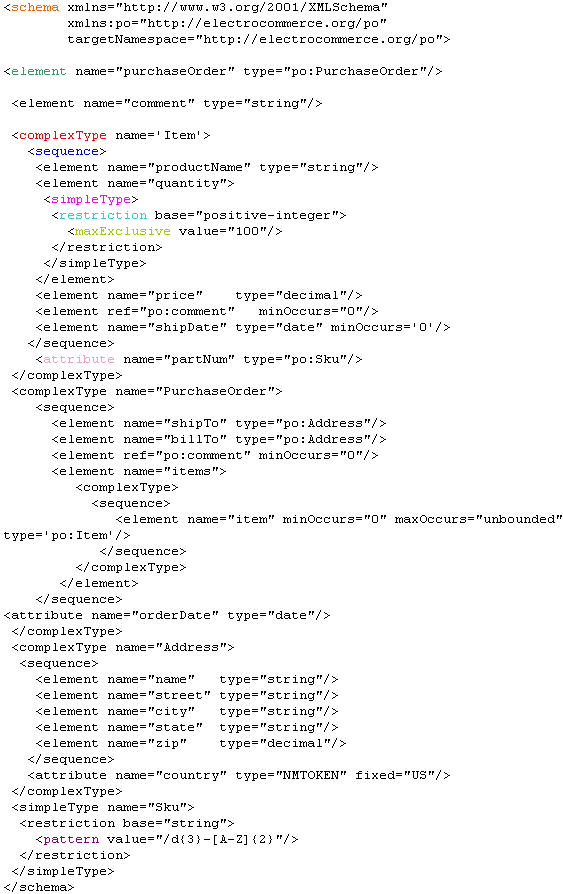 <schema xmlns="http://www.w3.org/2001/XMLSchema"
        xmlns:po="http://electrocommerce.org/po"
        targetNamespace="http://electrocommerce.org/po">
<element name="purchaseOrder" type="po:PurchaseOrder"/>
 <element name="comment" type="string"/>
 <complexType name='Item'>
   <sequence>
    <element name="productName" type="string"/>
    <element name="quantity">
     <simpleType>
      <restriction base="positive-integer">
        <maxExclusive value="100"/>
      </restriction>
     </simpleType>
    </element>
    <element name="price"    type="decimal"/>
    <element ref="po:comment"   minOccurs="0"/>
    <element name="shipDate" type="date" minOccurs='0'/>
   </sequence>
    <attribute name="partNum" type="po:Sku"/>
 </complexType>
 <complexType name="PurchaseOrder">
    <sequence>
      <element name="shipTo" type="po:Address"/>
      <element name="billTo" type="po:Address"/>
      <element ref="po:comment" minOccurs="0"/>
      <element name="items">
         <complexType>
           <sequence>
              <element name="item" minOccurs="0" maxOccurs="unbounded"
type='po:Item'/>
            </sequence>
         </complexType>
       </element>
    </sequence>
<attribute name="orderDate" type="date"/>
 </complexType>
 <complexType name="Address">
  <sequence>
    <element name="name"   type="string"/>
    <element name="street" type="string"/>
    <element name="city"   type="string"/>
    <element name="state"  type="string"/>
    <element name="zip"    type="decimal"/>
   </sequence>
   <attribute name="country" type="NMTOKEN" fixed="US"/>
 </complexType>
 <simpleType name="Sku">
  <restriction base="string">
    <pattern value="/d{3}-[A-Z]{2}"/>
  </restriction>
 </simpleType>
</schema>